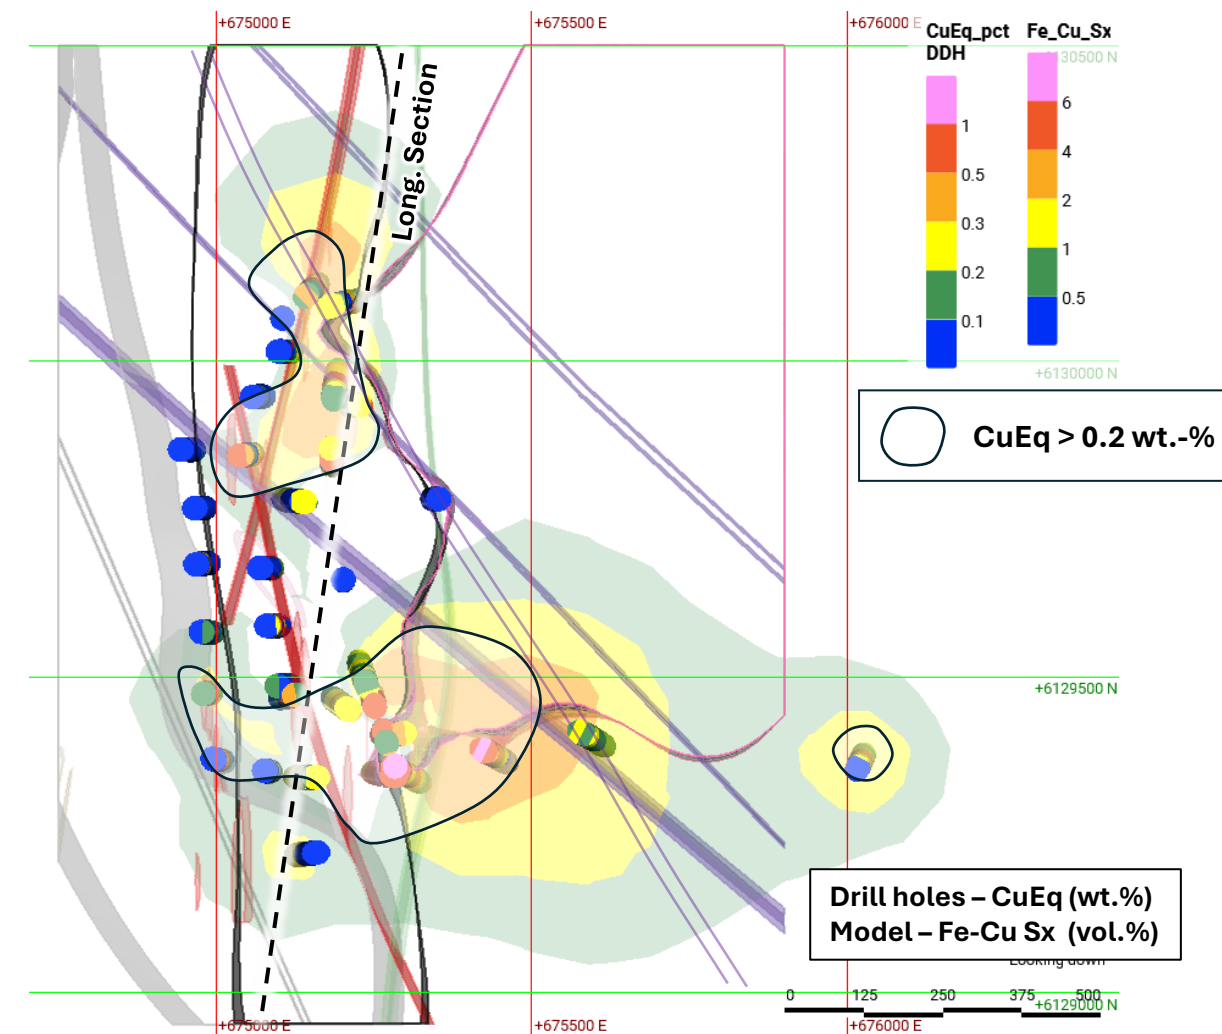 +675000 E
+675500 E
+676000 E
CuEq_pct
DDH
1
0.5
0.3
0.2
0.1
Fe_Cu_Sx
6
4
2
1
0.5
+6130500 N
Long. Section
+6130000 N
CuEq > 0.2 wt.-%
+6129500 N
Drill holes – CuEq (wt.%)
Model – Fe-Cu Sx (vol.%)
Looking down
0 125 250 375 500
+6129000 N
+675000 E
+675500 E
+676000 E